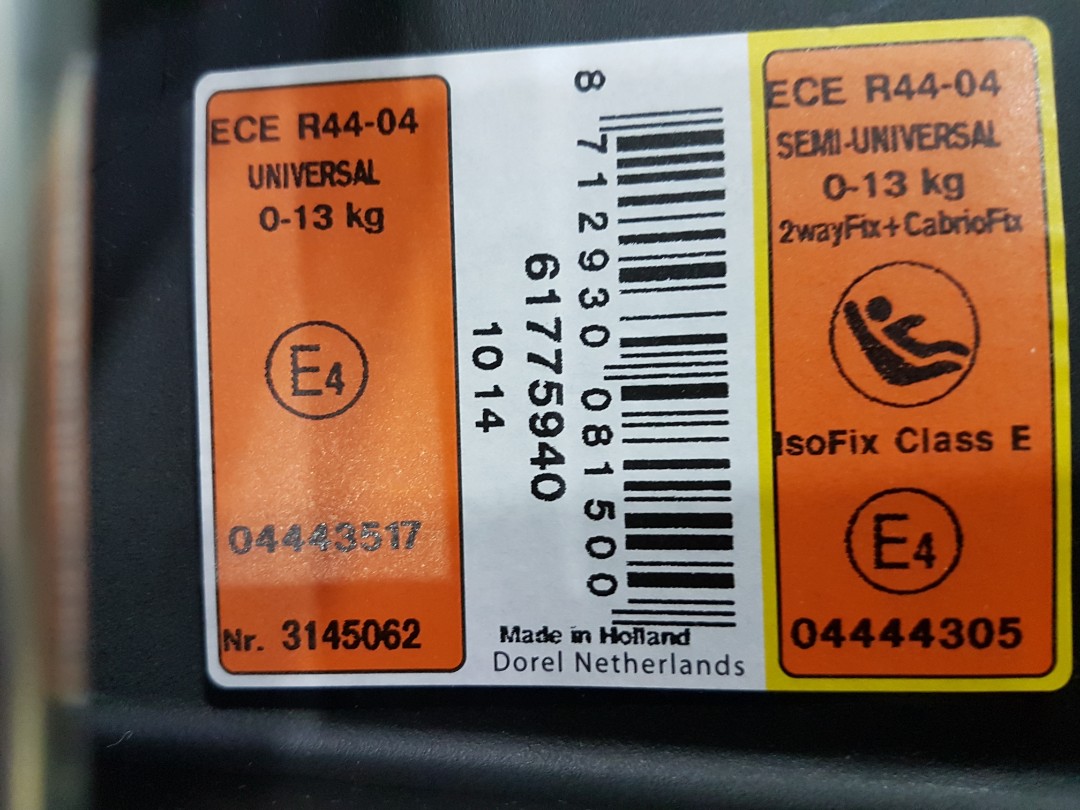 ECE R44-04
UNIVERSAL
0-13 kg
E4
04443517
Nr. 3145062
8 712930 081500
61775940
1014
Made in Holland
Dorel Netherlands
ECE R44-04
SEMI-UNIVERSAL
0-13 kg
2wayFix+CabrioFix
IsoFix Class E
E4
04444305